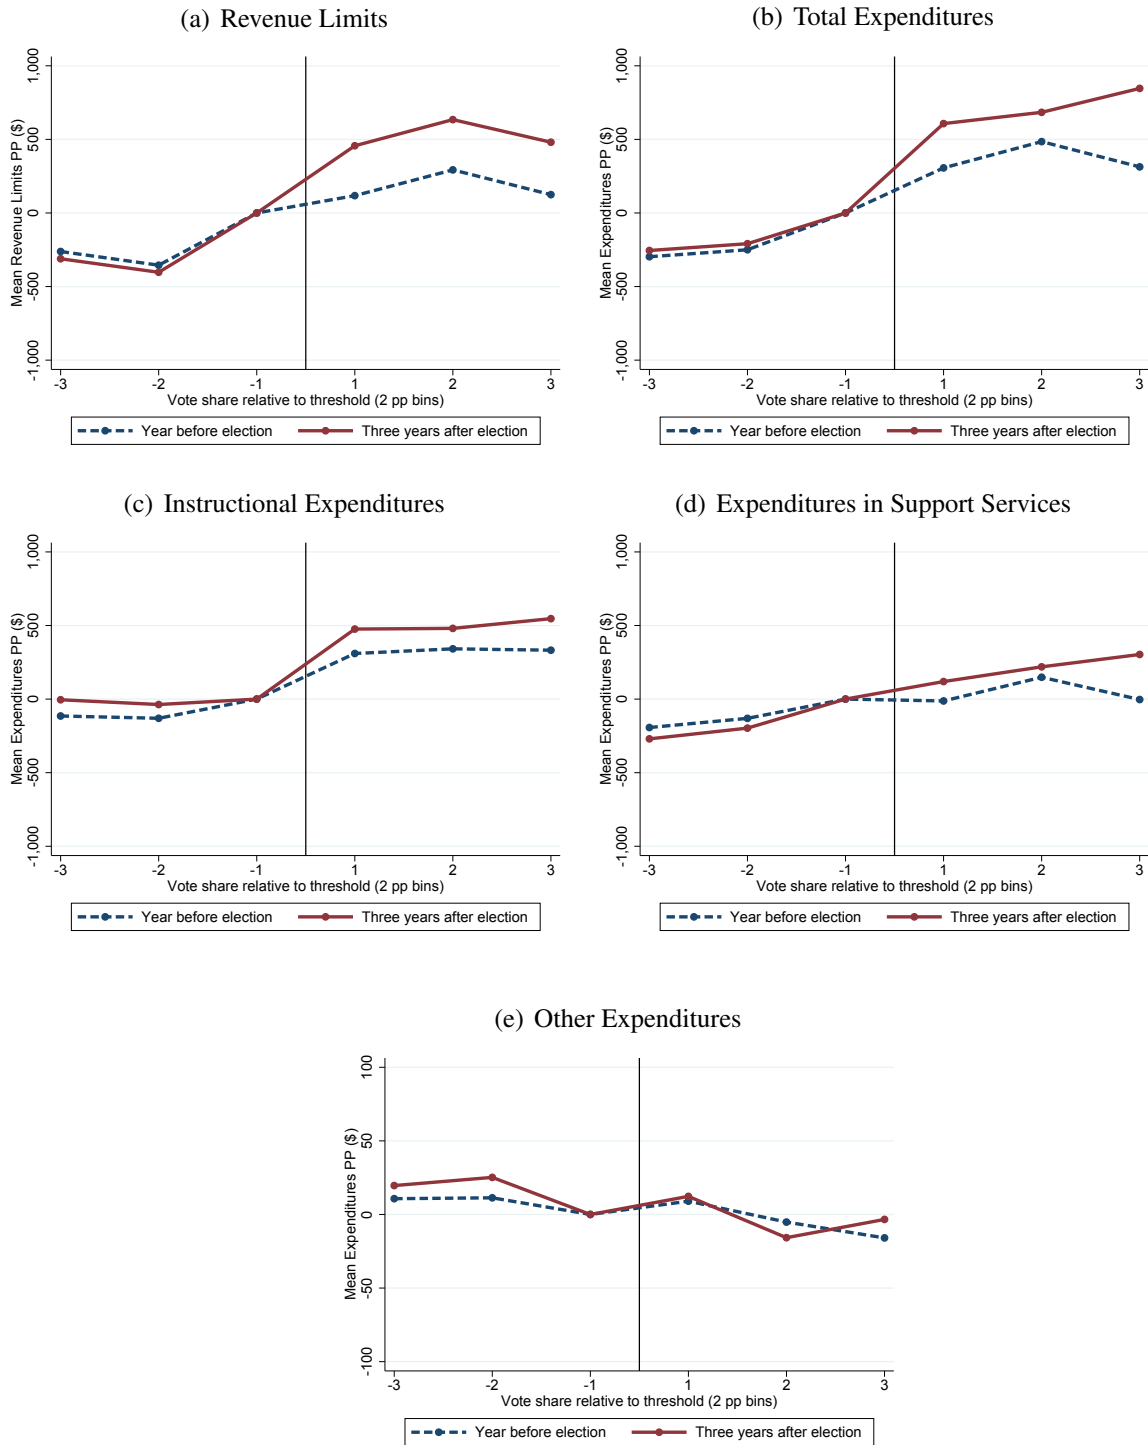 (a) Revenue Limits
Mean Revenue Limits PP ($)
1,000
500
0
-500
-1,000
-3 -2 -1 1 2 3
Vote share relative to threshold (2 pp bins)
Year before election Three years after election
(b) Total Expenditures
Mean Expenditures PP ($)
1,000
500
0
-500
-1,000
-3 -2 -1 1 2 3
Vote share relative to threshold (2 pp bins)
Year before election Three years after election
(c) Instructional Expenditures
Mean Expenditures PP ($)
1,000
500
0
-500
-1,000
-3 -2 -1 1 2 3
Vote share relative to threshold (2 pp bins)
Year before election Three years after election
(d) Expenditures in Support Services
Mean Expenditures PP ($)
1,000
500
0
-500
-1,000
-3 -2 -1 1 2 3
Vote share relative to threshold (2 pp bins)
Year before election Three years after election
(e) Other Expenditures
Mean Expenditures PP ($)
100
50
0
-50
-100
-3 -2 -1 1 2 3
Vote share relative to threshold (2 pp bins)
Year before election Three years after election